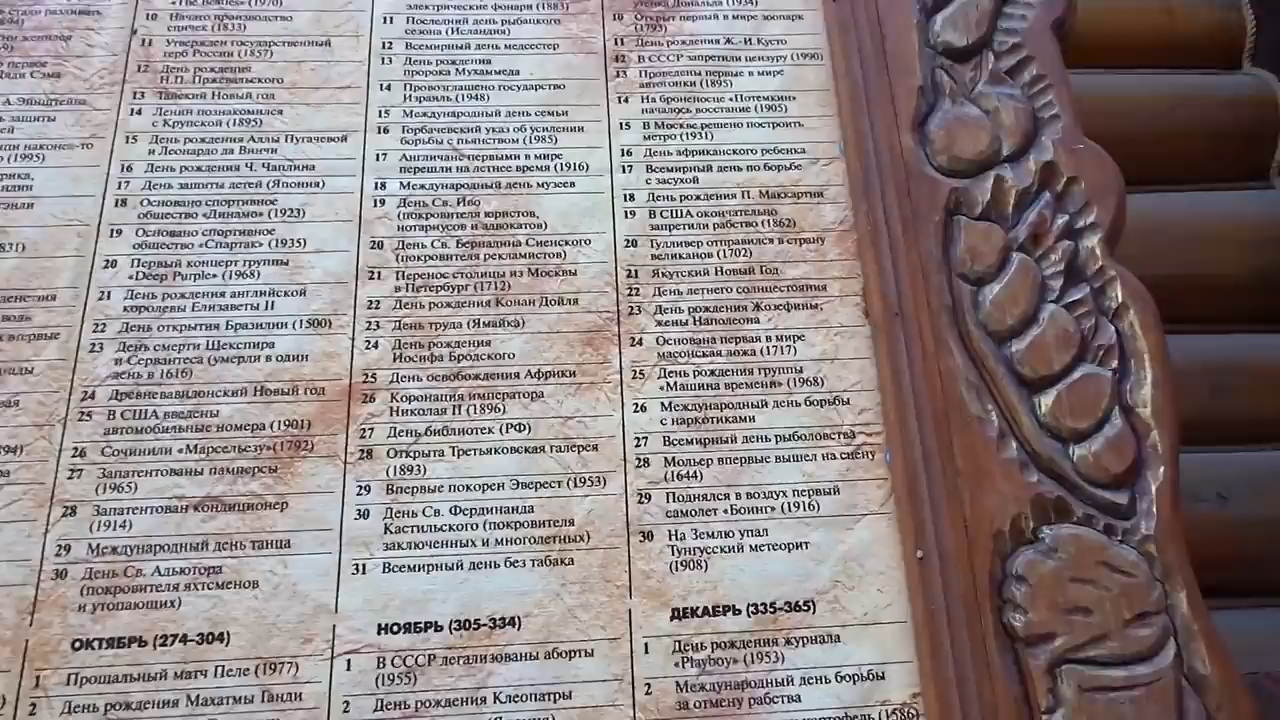 «The Beatles» (1970)
10 Начато производство
спичек (1833)
11 Утвержден государственный
герб России (1857)
12 День рождения
Н.П. Пржевальского
13 Тайский Новый год
14 Ленин познакомился
с Крупской (1895)
15 День рождения Аллы Пугачевой
и Леонардо да Винчи
16 День рождения Ч. Чаплина
17 День защиты детей (Япония)
18 Основано спортивное
общество «Динамо» (1923)
19 Основано спортивное
общество «Спартак» (1935)
20 Первый концерт группы
«Deep Purple» (1968)
21 День рождения английской
королевы Елизаветы II
22 День открытия Бразилии (1500)
23 День смерти Шекспира
и Сервантеса (умерли в один
день в 1616)
24 Древневавидонский Новый год
25 В США введены
автомобильные номера (1901)
26 Сочинили «Марсельезу» (1792)
27 Запатентованы памперсы
(1965)
28 Запатентован кондиционер
(1914)
29 Международный день танца
30 День Св. Адьютора
(покровителя яхтсменов
и утопающих)
ОКТЯБРЬ (274-304)
1 Прощальный матч Пеле (1977)
2 День рождения Махатмы Ганди
электрические фонари (1883)
11 Последний день рыбацкого
сезона (Исландия)
12 Всемирный день медсестер
13 День рождения
пророка Мухаммеда
14 Провозглашено государство
Израиль (1948)
15 Международный день семьи
16 Горбачевский указ об усилении
борьбы с пьянством (1985)
17 Англичане первыми в мире
перешли на летнее время (1916)
18 Международный день музеев
19 День Св. Иво
(покровителя юристов,
нотариусов и адвокатов)
20 День Св. Бернадина Сиенского
(покровителя рекламистов)
21 Перенос столицы из Москвы
в Петербург (1712)
22 День рождения Конан Дойля
23 День труда (Ямайка)
24 День рождения
Иосифа Бродского
25 День освобождения Африки
26 Коронация императора
Николая II (1896)
27 День библиотек (РФ)
28 Открыта Третьяковская галерея
(1893)
29 Впервые покорен Эверест (1953)
30 День Св. Фердинанда
Кастильского (покровителя
заключенных и многолетных)
31 Всемирный день без табака
НОЯБРЬ (305-334)
1 В СССР легализованы аборты
(1955)
2 День рождения Клеопатры
утенка Дональда (1934)
10 Открыт первый в мире зоопарк
(1793)
11 День рождения Ж.-И.Кусто
12 В СССР запретили цензуру (1990)
13 Проведены первые в мире
автогонки (1895)
14 На броненосце «Потемкин»
началось восстание (1905)
15 В Москве решено построить
метро (1931)
16 День африканского ребенка
17 Всемирный день по борьбе
с засухой
18 День рождения П. Маккартни
19 В США окончательно
запретили рабство (1862)
20 Гулливер отправился в страну
великанов (1702)
21 Якутский Новый Год
22 День летнего солнцестояния
23 День рождения Жозефины,
жены Наполеона
24 Основана первая в мире
масонская ложа (1717)
25 День рождения группы
«Машина времени» (1968)
26 Международный день борьбы
с наркотиками
27 Всемирный день рыболовства
28 Мольер впервые вышел на сцену
(1644)
29 Поднялся в воздух первый
самолет «Боинг» (1916)
30 На Землю упал
Тунгусский метеорит
(1908)
ДЕКАБРЬ (335-365)
1 День рождения журнала
«Playboy» (1953)
2 Международный день борьбы
за отмену рабства